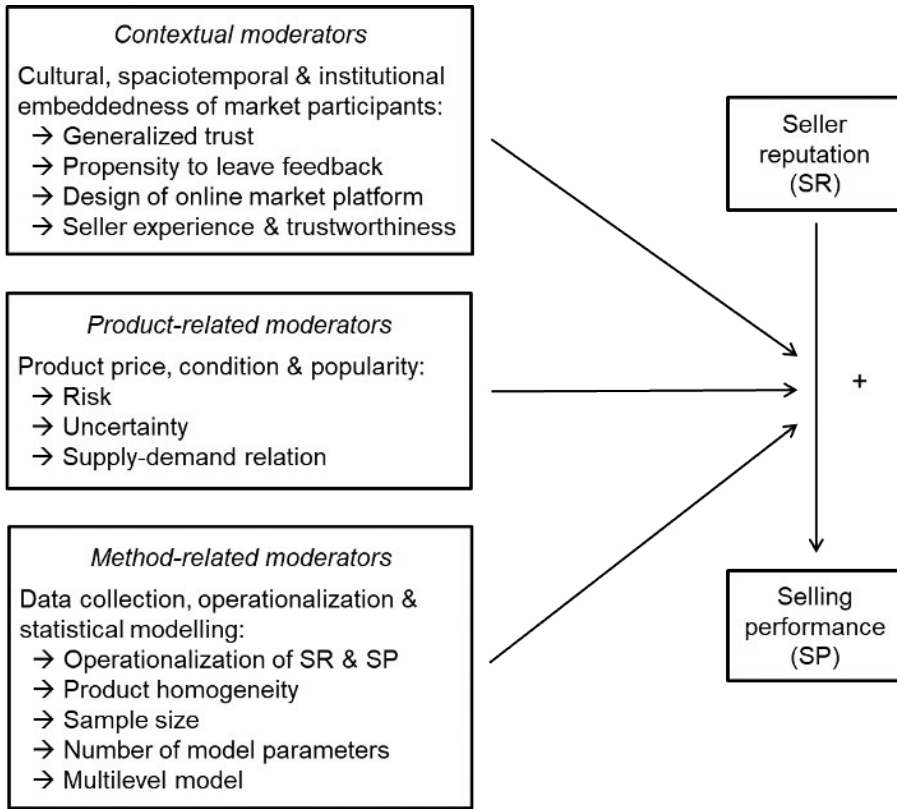 Contextual moderators
Cultural, spaciotemporal & institutional
embeddedness of market participants:
→ Generalized trust
→ Propensity to leave feedback
→ Design of online market platform
→ Seller experience & trustworthiness
Product-related moderators
Product price, condition & popularity:
→ Risk
→ Uncertainty
→ Supply-demand relation
Method-related moderators
Data collection, operationalization &
statistical modelling:
→ Operationalization of SR & SP
→ Product homogeneity
→ Sample size
→ Number of model parameters
→ Multilevel model
Seller
reputation
(SR)
+
Selling
performance
(SP)